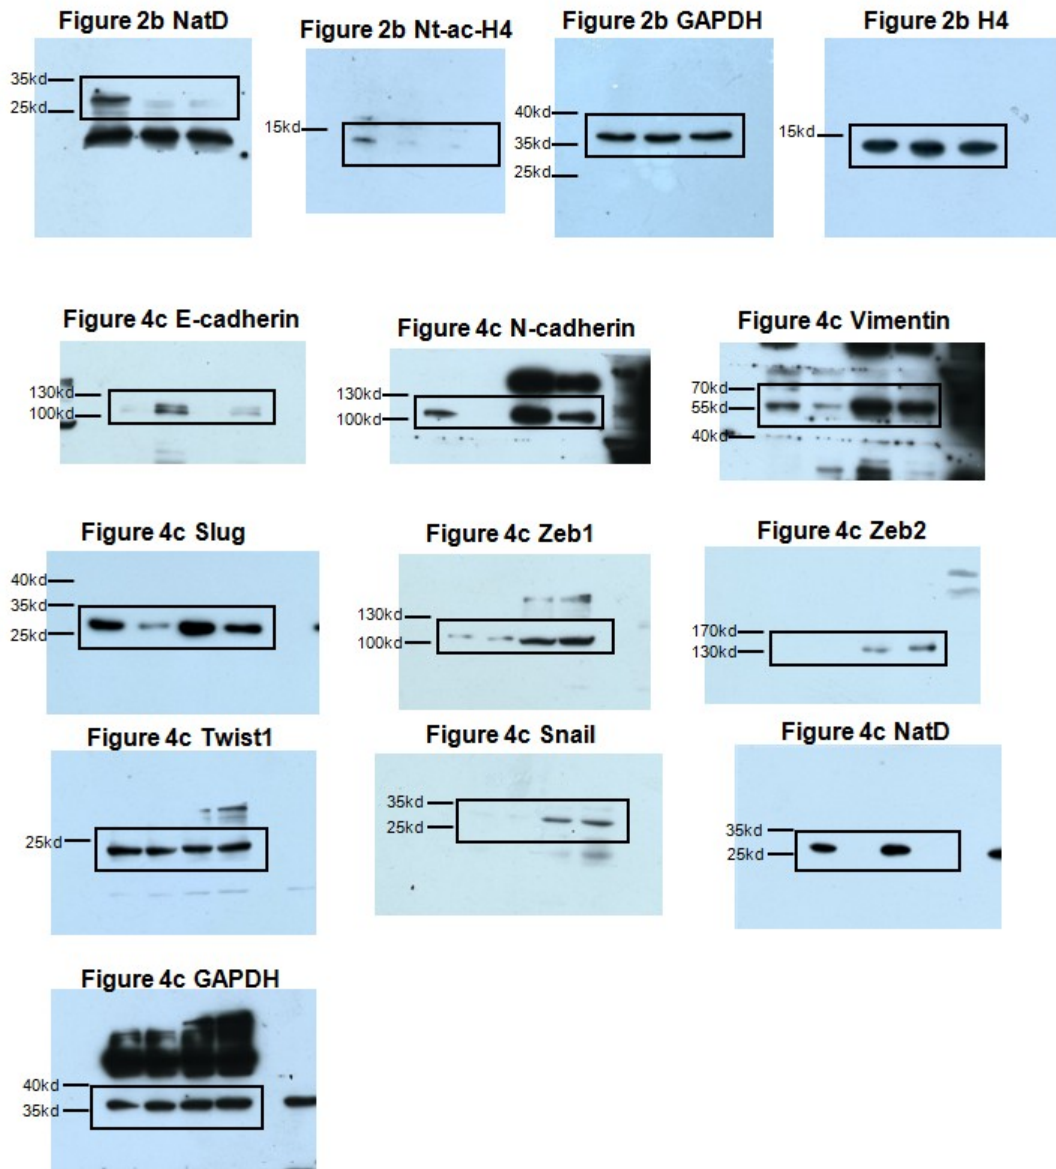 Figure 2b NatD
35kd
25kd
Figure 2b Nt-ac-H4
15kd
Figure 2b GAPDH
40kd
35kd
25kd
Figure 2b H4
15kd
Figure 4c E-cadherin
130kd
100kd
Figure 4c N-cadherin
130kd
100kd
Figure 4c Vimentin
70kd
55kd
40kd
Figure 4c Slug
40kd
35kd
25kd
Figure 4c Zeb1
130kd
100kd
Figure 4c Zeb2
170kd
130kd
Figure 4c Twist1
25kd
Figure 4c Snail
35kd
25kd
Figure 4c NatD
35kd
25kd
Figure 4c GAPDH
40kd
35kd